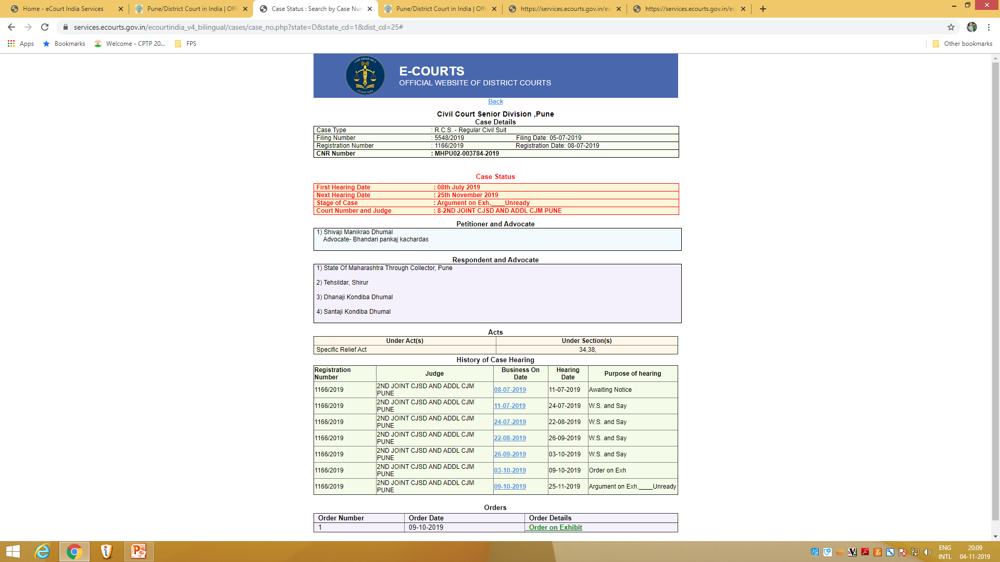 Home - eCourt India Services
Pune/District Court in India | Offi
Case Status : Search by Case Num
Pune/District Court in India | Offi
https://services.ecourts.gov.in/ec
https://services.ecourts.gov.in/ec
services.ecourts.gov.in/ecourtindia_v4_bilingual/cases/case_no.php?state=D&state_cd=1&dist_cd=25#
Apps Bookmarks Welcome - CPTP 20... FPS Other bookmarks
E-COURTS
OFFICIAL WEBSITE OF DISTRICT COURTS
Back
Civil Court Senior Division ,Pune
Case Details
Case Type : R.C.S. - Regular Civil Suit
Filing Number : 5548/2019 Filing Date: 05-07-2019
Registration Number : 1166/2019 Registration Date: 08-07-2019
CNR Number : MHPU02-003784-2019
Case Status
First Hearing Date : 08th July 2019
Next Hearing Date : 25th November 2019
Stage of Case : Argument on Exh.____Unready
Court Number and Judge : 8-2ND JOINT CJSD AND ADDL CJM PUNE
Petitioner and Advocate
1) Shivaji Manikrao Dhumal
Advocate- Bhandari pankaj kachardas
Respondent and Advocate
1) State Of Maharashtra Through Collector, Pune
2) Tehsildar, Shirur
3) Dhanaji Kondiba Dhumal
4) Santaji Kondiba Dhumal
Acts
Under Act(s) Under Section(s)
Specific Relief Act 34,38,
History of Case Hearing
Registration Number Judge Business On Date Hearing Date Purpose of hearing
1166/2019 2ND JOINT CJSD AND ADDL CJM PUNE 08-07-2019 11-07-2019 Awaiting Notice
1166/2019 2ND JOINT CJSD AND ADDL CJM PUNE 11-07-2019 24-07-2019 W.S. and Say
1166/2019 2ND JOINT CJSD AND ADDL CJM PUNE 24-07-2019 22-08-2019 W.S. and Say
1166/2019 2ND JOINT CJSD AND ADDL CJM PUNE 22-08-2019 26-09-2019 W.S. and Say
1166/2019 2ND JOINT CJSD AND ADDL CJM PUNE 26-09-2019 03-10-2019 W.S. and Say
1166/2019 2ND JOINT CJSD AND ADDL CJM PUNE 03-10-2019 09-10-2019 Order on Exh
1166/2019 2ND JOINT CJSD AND ADDL CJM PUNE 09-10-2019 25-11-2019 Argument on Exh.____Unready
Orders
Order Number Order Date Order Details
1 09-10-2019 Order on Exhibit
ENG 20:09
INTL 04-11-2019